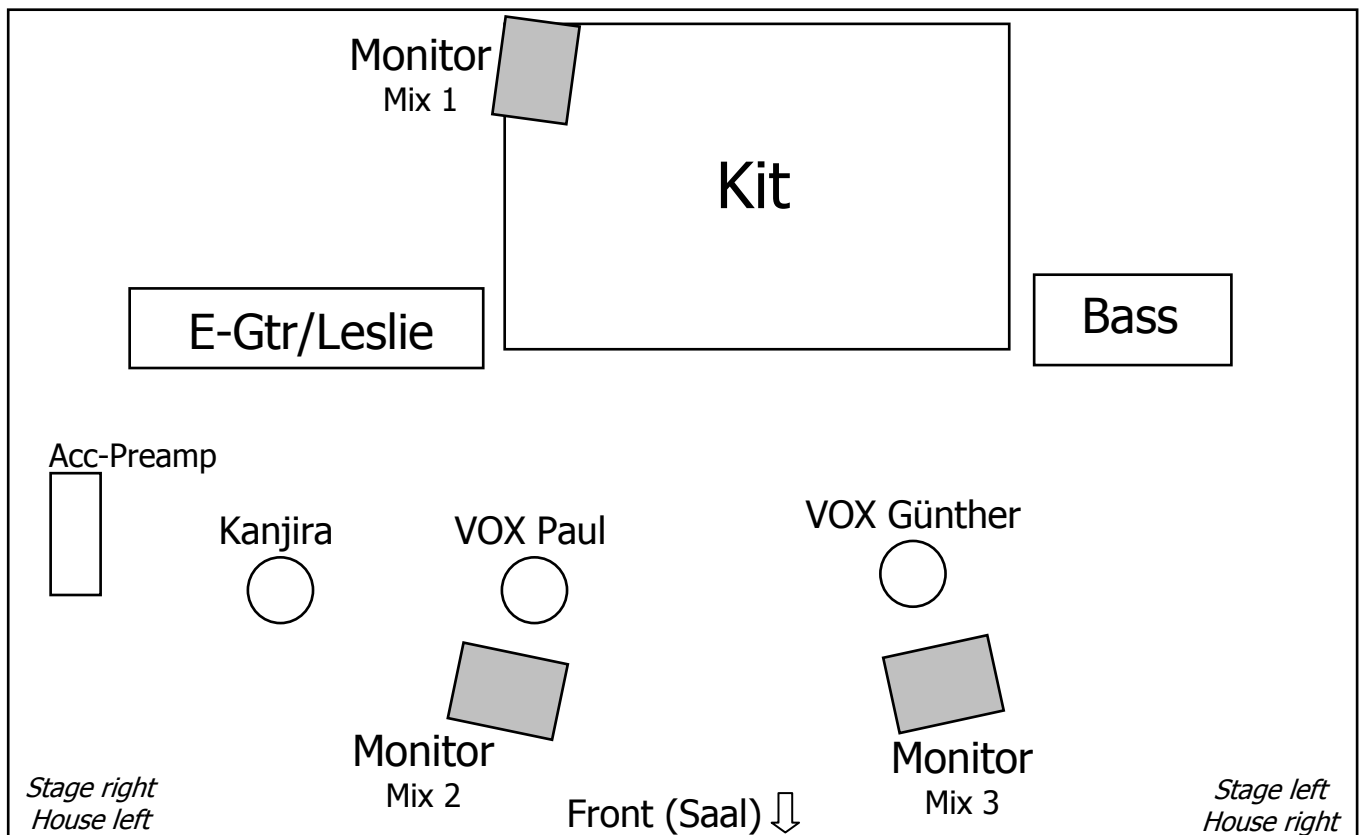 Monitor
Mix 1
Kit
E-Gtr/Leslie
Bass
Acc-Preamp
Kanjira
VOX Paul
VOX Günther
Monitor
Mix 2
Monitor
Mix 3
Stage right
House left
Front (Saal)
Stage left
House right